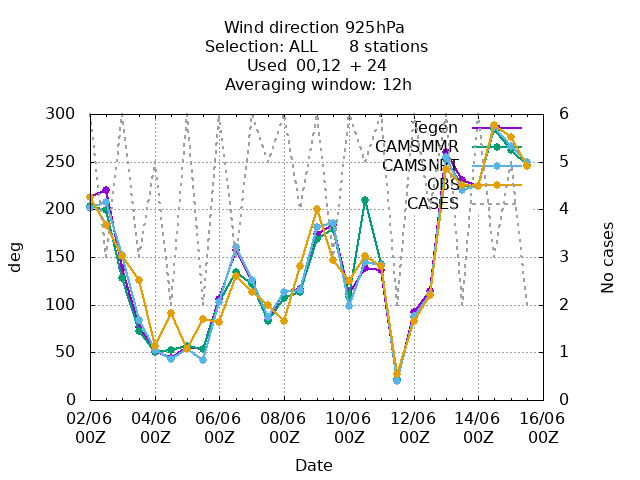 Wind direction 925hPa
Selection: ALL 8 stations
Used 00,12 + 24
Averaging window: 12h
300 6
Tegen
CAMSMMR
250 5
CAMSNRT
OBS
200 4
CASES
deg
150 3
No cases
100 2
50 1
0 0
02/06 04/06 06/06 08/06 10/06 12/06 14/06 16/06
00Z 00Z 00Z 00Z 00Z 00Z 00Z 00Z
Date